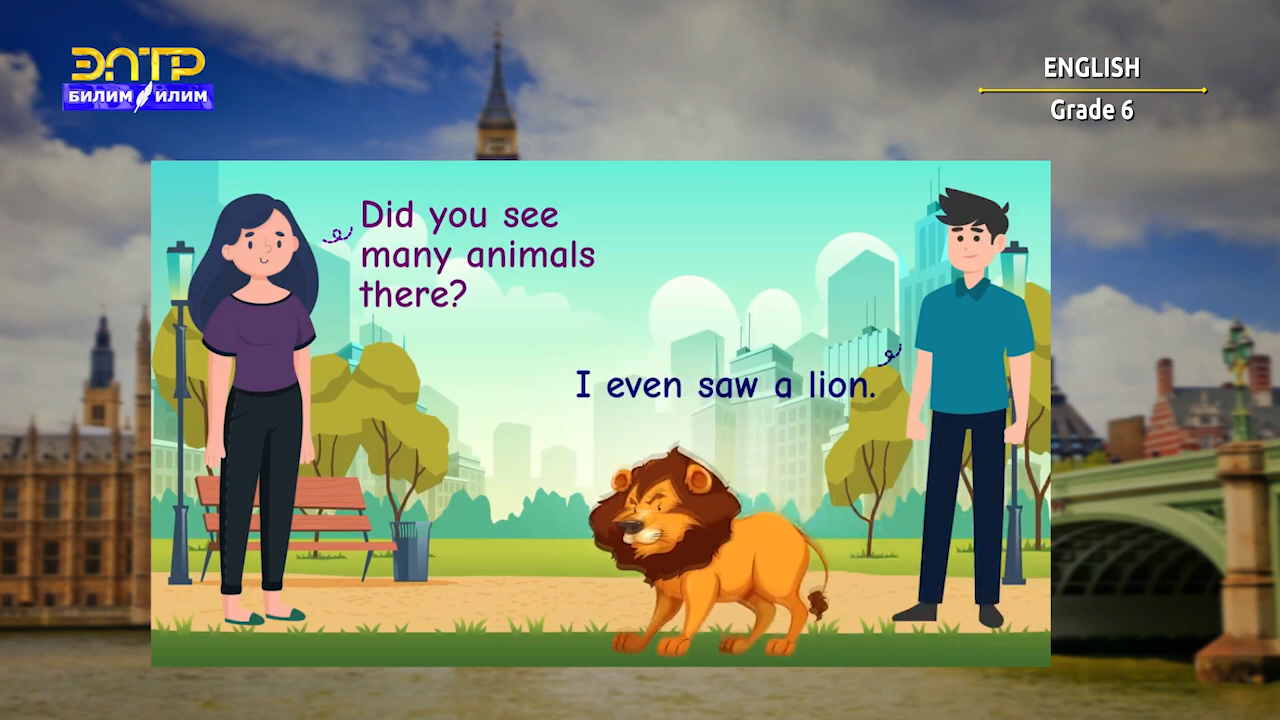 ЭЛТР
БИЛИМ ИЛИМ
ENGLISH
Grade 6
Did you see
many animals
there?
I even saw a lion.